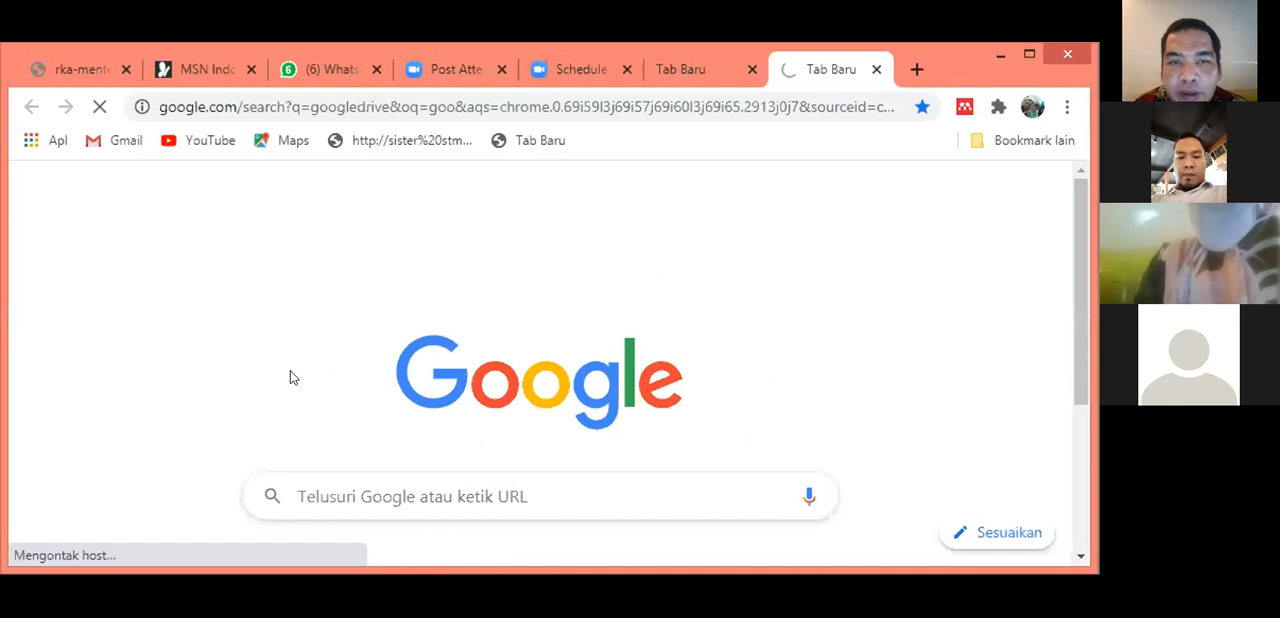 rka-mente
MSN Indo
(6) Whats
Post Atte
Schedule
Tab Baru
Tab Baru
google.com/search?q=googledrive&oq=goo&aqs=chrome.0.69i59l3j69i57j69i60l3j69i65.2913j0j7&sourceid=c...
Apl
Gmail
YouTube
Maps
http://sister%20stm...
Tab Baru
Bookmark lain
Google
Telusuri Google atau ketik URL
Sesuaikan
Mengontak host...